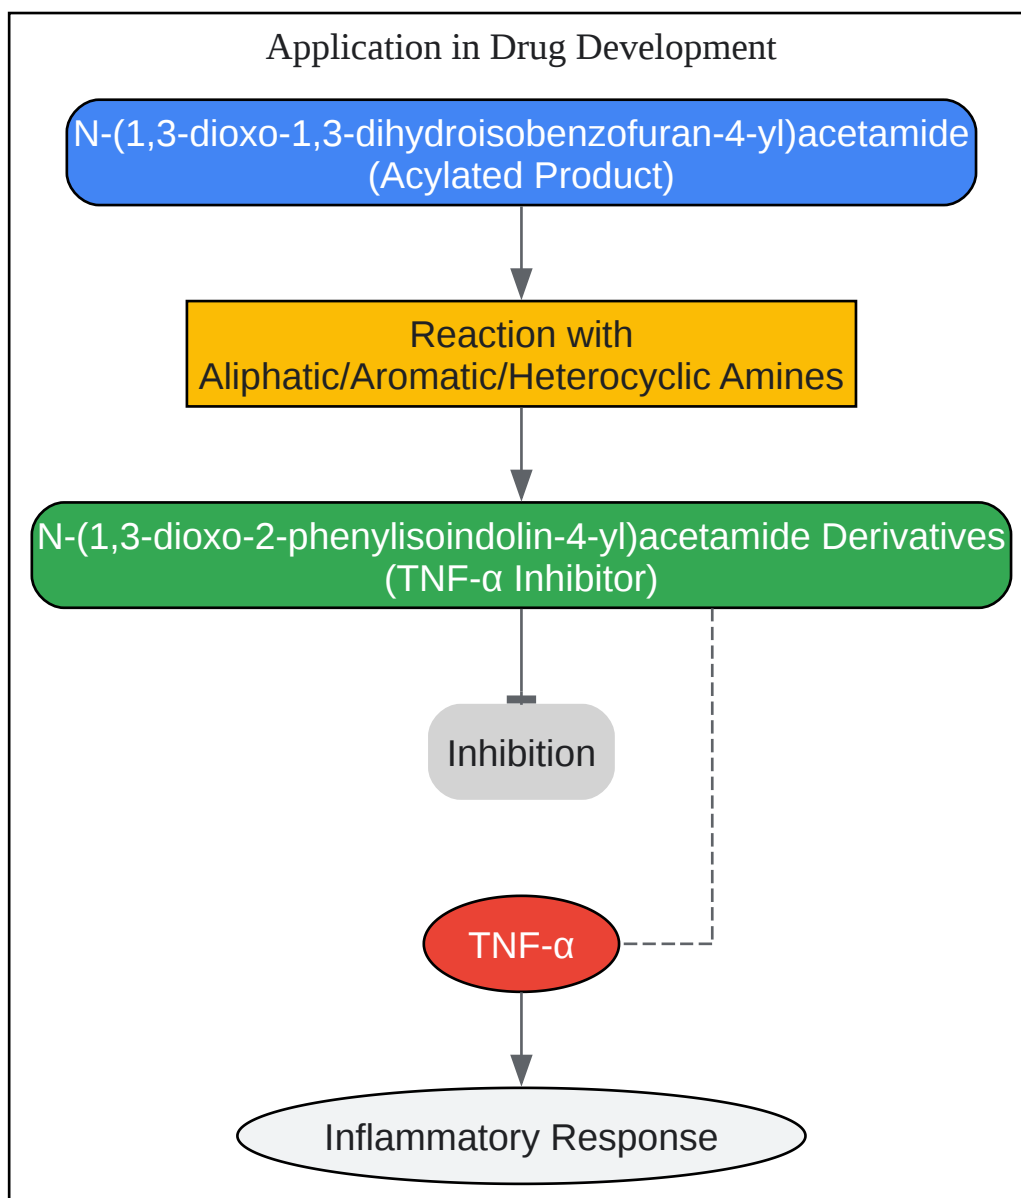 Application in Drug Development
N-(1,3-dioxo-1,3-dihydroisobenzofuran-4-yl)acetamide
(Acylated Product)
Reaction with
Aliphatic/Aromatic/Heterocyclic Amines
N-(1,3-dioxo-2-phenylisoindolin-4-yl)acetamide Derivatives
(TNF-α Inhibitor)
Inhibition
TNF-α
Inflammatory Response